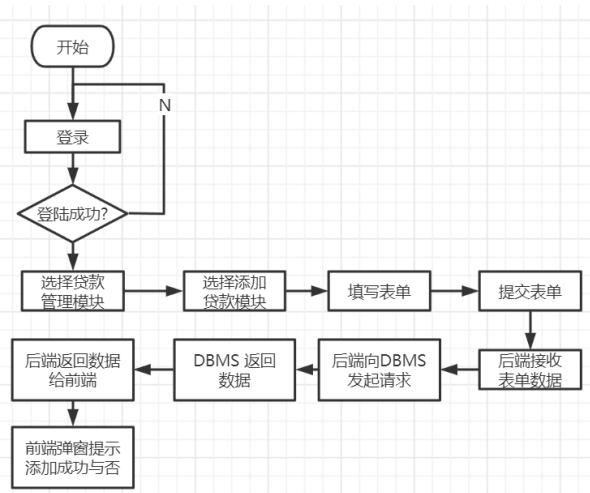 开始
N
登录
登陆成功?
选择贷款
管理模块
选择添加
贷款模块
填写表单
提交表单
后端接收
表单数据
后端向DBMS
发起请求
DBMS 返回
数据
后端返回数据
给前端
前端弹窗提示
添加成功与否